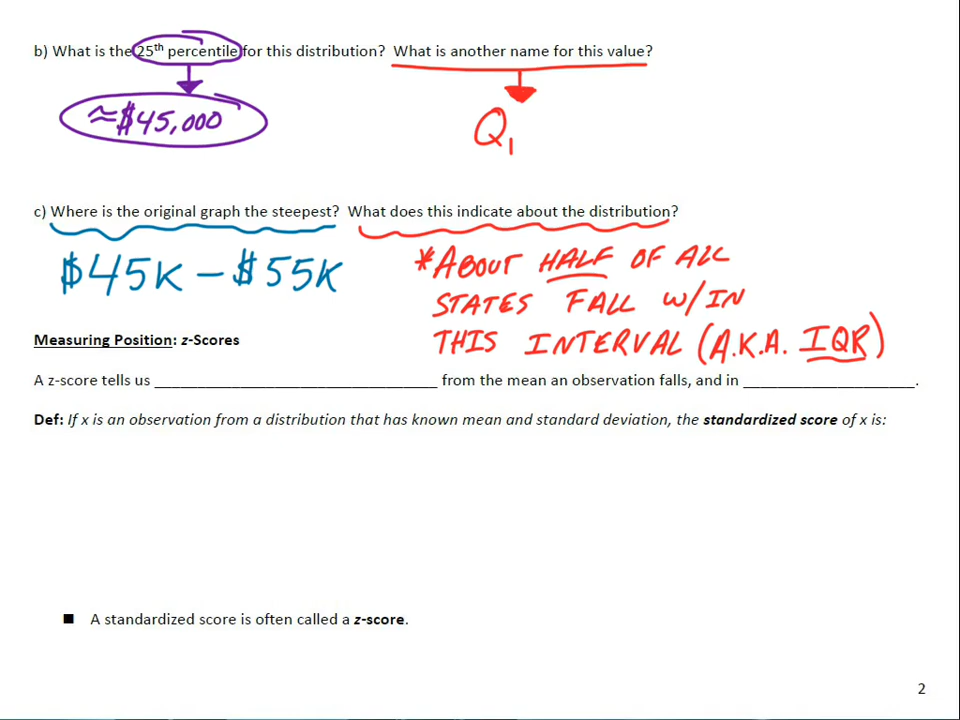 b) What is the 25th percentile for this distribution? What is another name for this value?
≈$45,000
Q1
c) Where is the original graph the steepest? What does this indicate about the distribution?
$45K – $55K
*ABOUT HALF OF ALL
STATES FALL W/IN
THIS INTERVAL (A.K.A. IQR)
Measuring Position: z-Scores
A z-score tells us ________________________________ from the mean an observation falls, and in ____________________.
Def: If x is an observation from a distribution that has known mean and standard deviation, the standardized score of x is:
■ A standardized score is often called a z-score.
2